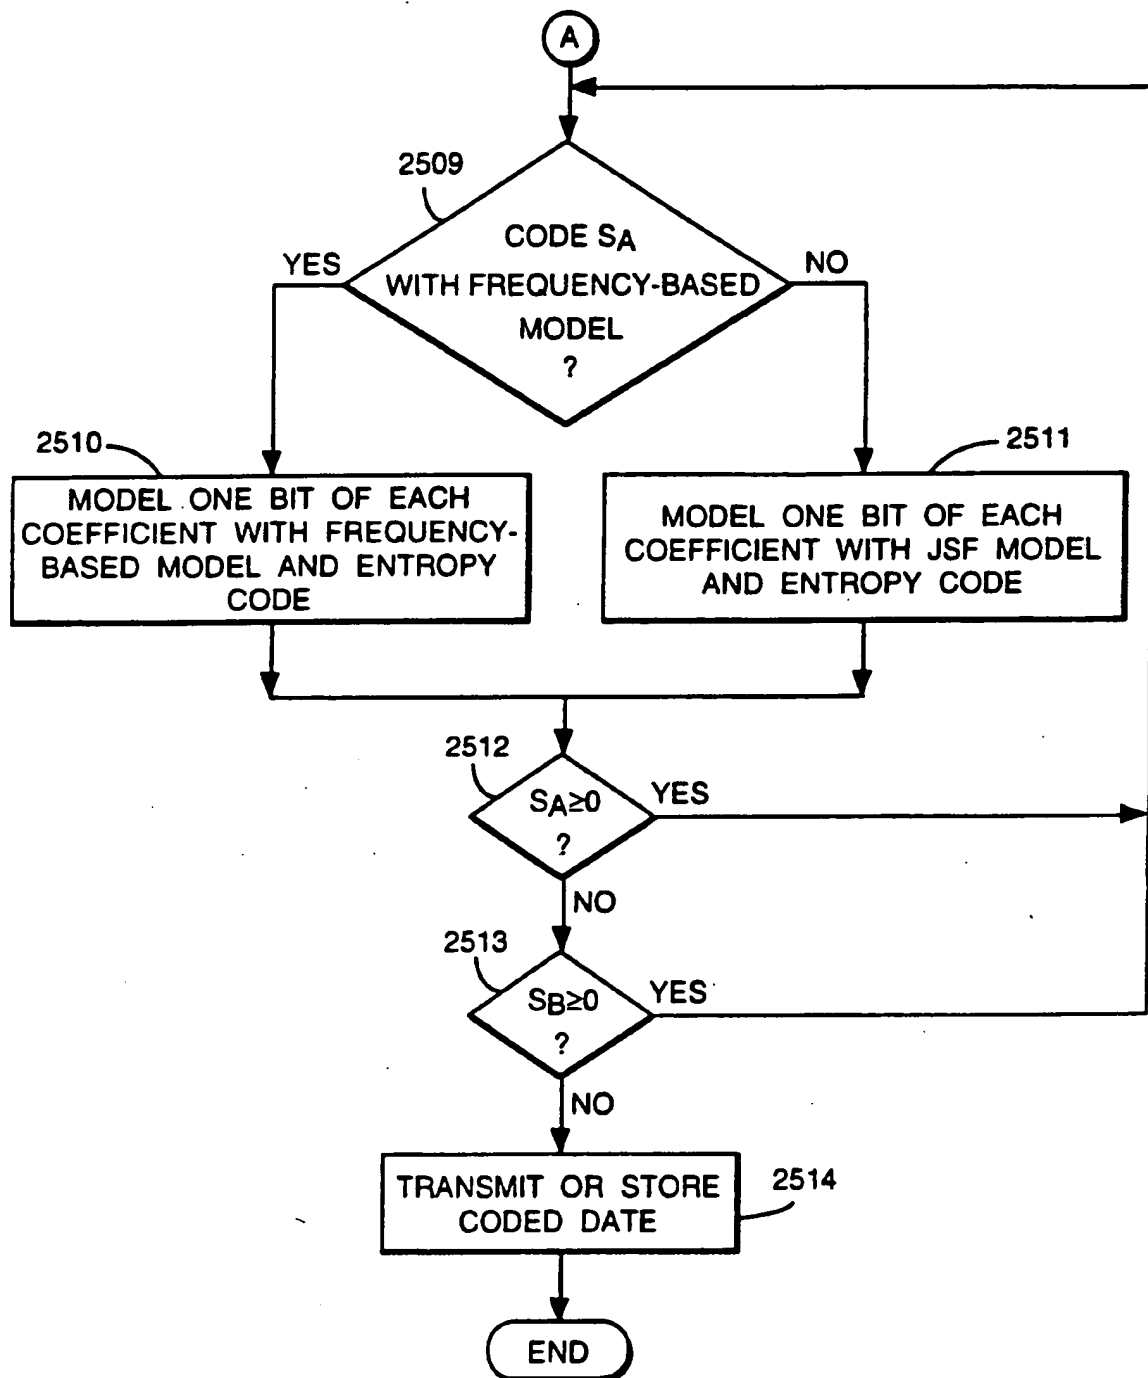 A
2509
CODE SA
WITH FREQUENCY-BASED
MODEL
?
YES
NO
2510
MODEL ONE BIT OF EACH
COEFFICIENT WITH FREQUENCY-
BASED MODEL AND ENTROPY
CODE
2511
MODEL ONE BIT OF EACH
COEFFICIENT WITH JSF MODEL
AND ENTROPY CODE
2512
SA≥0
?
YES
NO
2513
SB≥0
?
YES
NO
TRANSMIT OR STORE
CODED DATE
2514
END